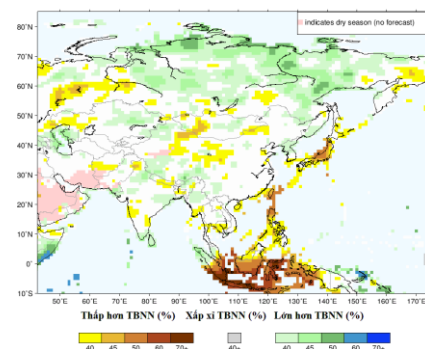 indicates dry season (no forecast)
80°N
70°N
60°N
50°N
40°N
30°N
20°N
10°N
0°
10°S
50°E 60°E 70°E 80°E 90°E 100°E 110°E 120°E 130°E 140°E 150°E 160°E 170°E
Thấp hơn TBNN (%) Xấp xỉ TBNN (%) Lớn hơn TBNN (%)
40 45 50 60 70+ 40+ 40 45 50 60 70+